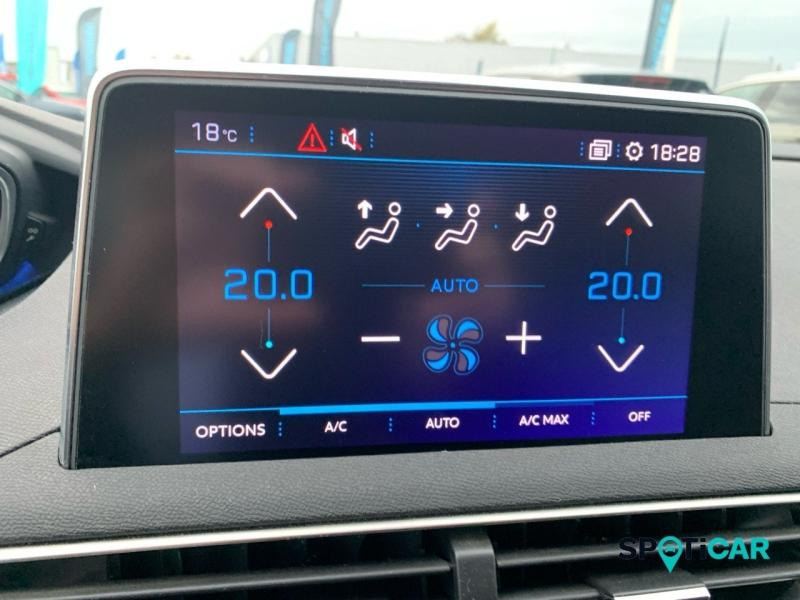 18°C 18:28
20.0 20.0
AUTO
OPTIONS A/C AUTO A/C MAX OFF
SPOTiCAR